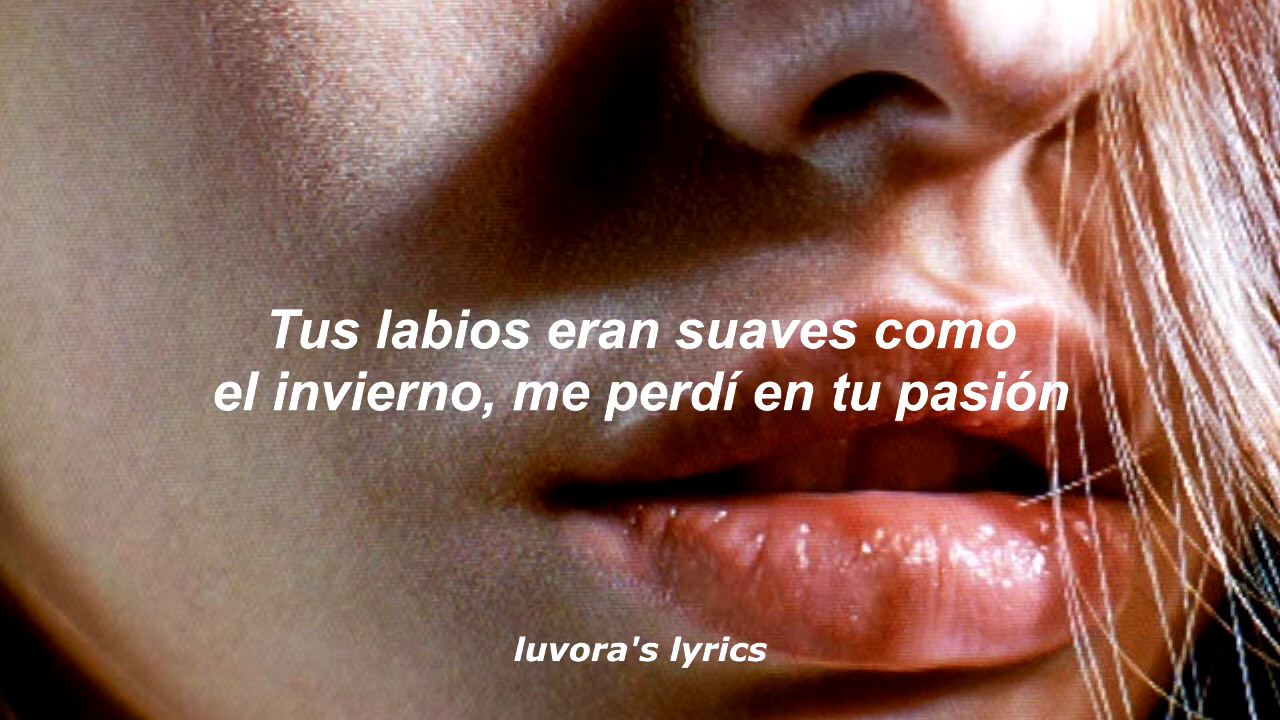 Tus labios eran suaves como
el invierno, me perdí en tu pasión
luvora's lyrics